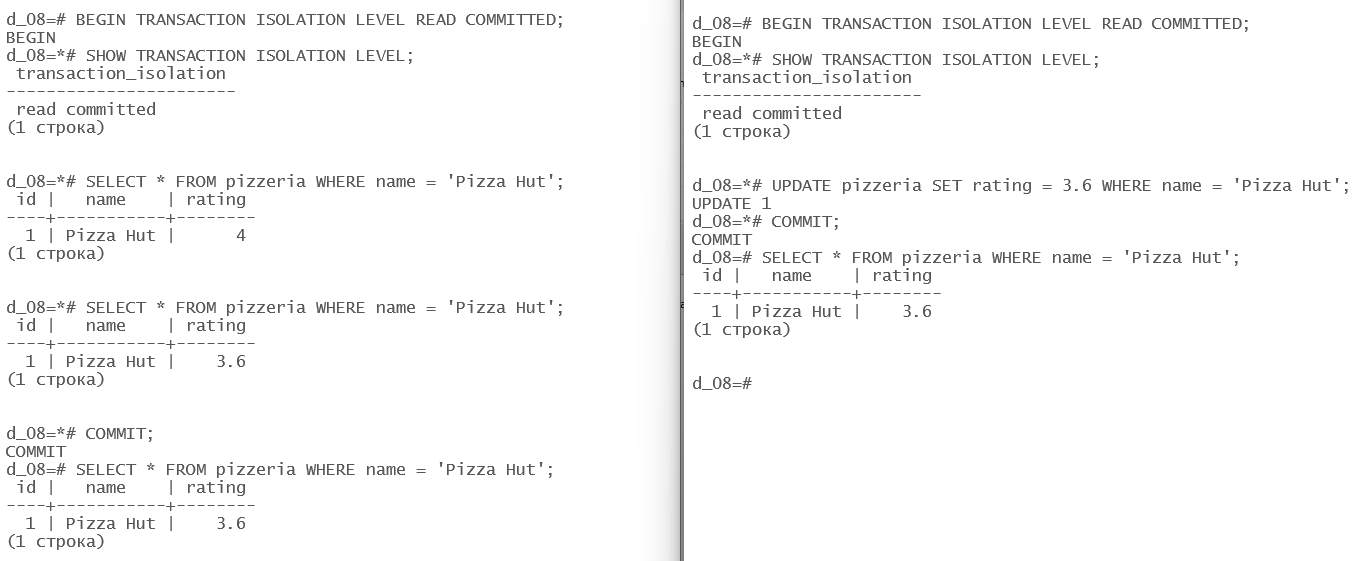 d_08=# BEGIN TRANSACTION ISOLATION LEVEL READ COMMITTED;
BEGIN
d_08=*# SHOW TRANSACTION ISOLATION LEVEL;
 transaction_isolation
-----------------------
 read committed
(1 строка)


d_08=*# SELECT * FROM pizzeria WHERE name = 'Pizza Hut';
 id |   name    | rating
----+-----------+--------
  1 | Pizza Hut |      4
(1 строка)


d_08=*# SELECT * FROM pizzeria WHERE name = 'Pizza Hut';
 id |   name    | rating
----+-----------+--------
  1 | Pizza Hut |    3.6
(1 строка)


d_08=*# COMMIT;
COMMIT
d_08=# SELECT * FROM pizzeria WHERE name = 'Pizza Hut';
 id |   name    | rating
----+-----------+--------
  1 | Pizza Hut |    3.6
(1 строка)

d_08=# BEGIN TRANSACTION ISOLATION LEVEL READ COMMITTED;
BEGIN
d_08=*# SHOW TRANSACTION ISOLATION LEVEL;
 transaction_isolation
-----------------------
 read committed
(1 строка)


d_08=*# UPDATE pizzeria SET rating = 3.6 WHERE name = 'Pizza Hut';
UPDATE 1
d_08=*# COMMIT;
COMMIT
d_08=# SELECT * FROM pizzeria WHERE name = 'Pizza Hut';
 id |   name    | rating
----+-----------+--------
  1 | Pizza Hut |    3.6
(1 строка)


d_08=#